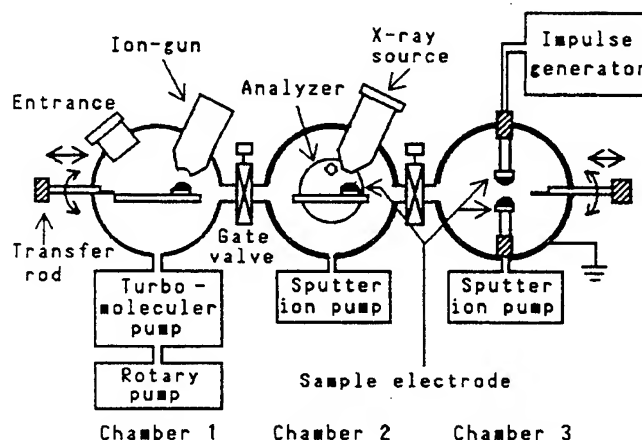 X-ray
source
Impulse
generator
Ion-gun
Analyzer
Entrance
Transfer
rod
Gate
valve
Turbo-
moleculer
pump
Sputter
ion pump
Sputter
ion pump
Rotary
pump
Sample electrode
Chamber 1
Chamber 2
Chamber 3